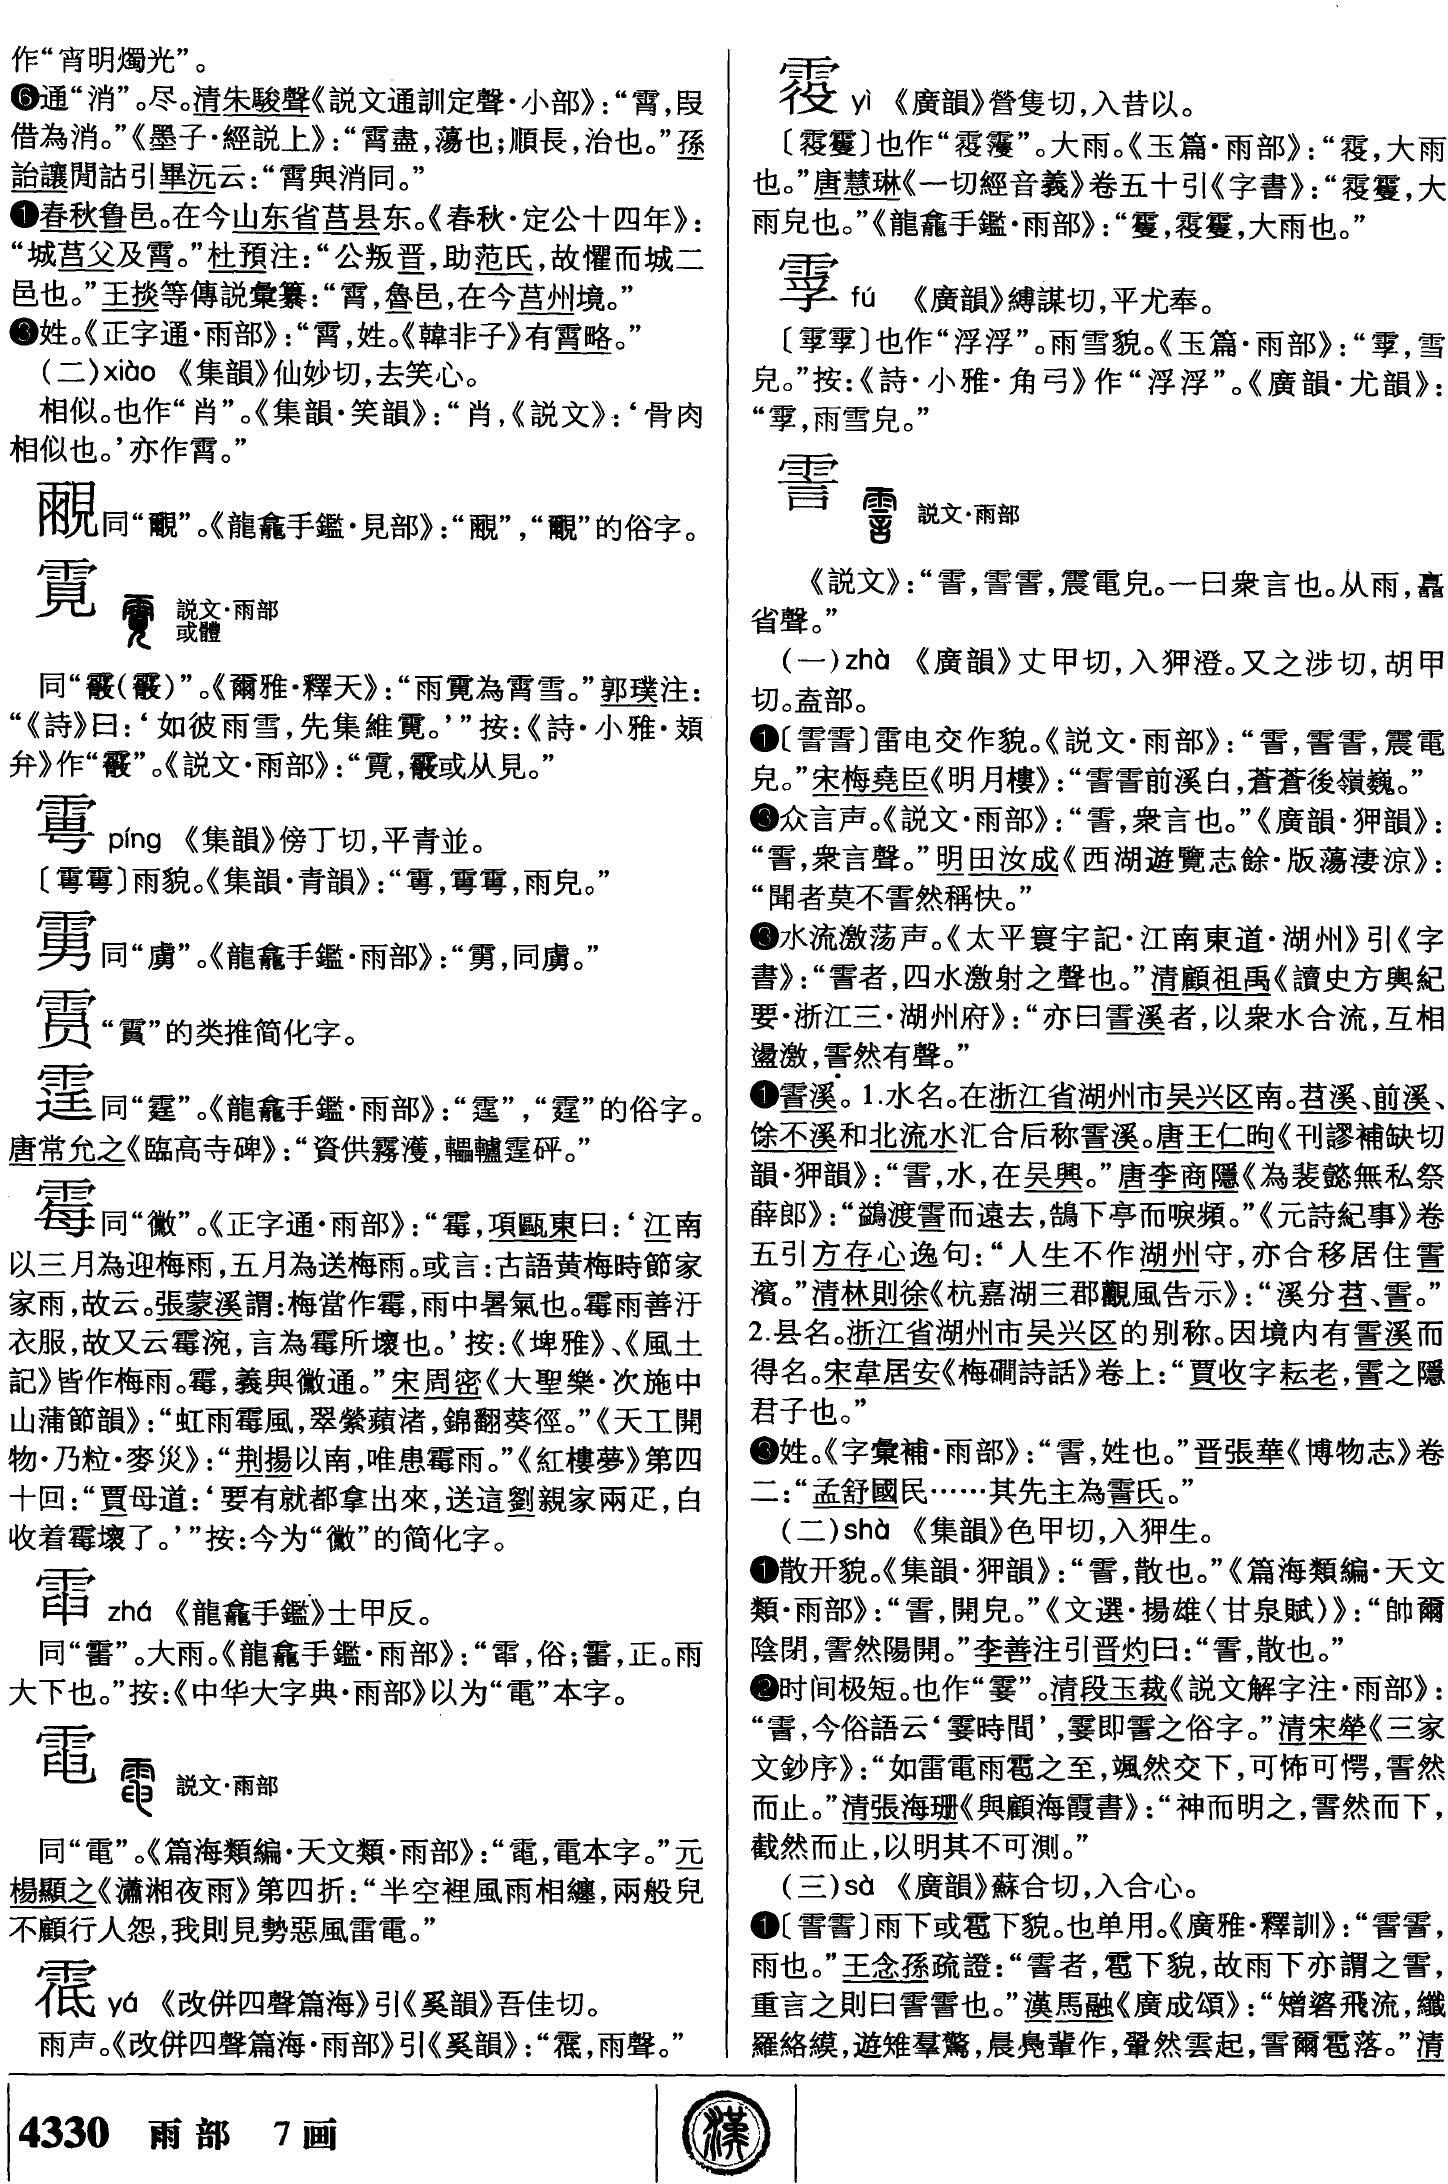 作“宵明燭光”。
❻通“消”。尽。清朱駿聲《説文通訓定聲·小部》：“霄，叚
借為消。”《墨子·經説上》：“霄盡，蕩也；順長，治也。”孫
詒讓閒詁引畢沅云：“霄與消同。”
❼春秋鲁邑。在今山东省莒县东。《春秋·定公十四年》：
“城莒父及霄。”杜預注：“公叛晋，助范氏，故懼而城二
邑也。”王掞等傳説彙纂：“霄，魯邑，在今莒州境。”
❽姓。《正字通·雨部》：“霄，姓。《韓非子》有霄略。”
（二）xiào 《集韻》仙妙切，去笑心。
相似。也作“肖”。《集韻·笑韻》：“肖，《説文》：‘骨肉
相似也。’亦作霄。”
同“覼”。《龍龕手鑑·見部》：“”，“覼”的俗字。
䨘 説文·雨部
或體
同“霰（霰）”。《爾雅·釋天》：“雨䨘為霄雪。”郭璞注：
“《詩》曰：‘如彼雨雪，先集維䨘。’”按：《詩·小雅·頍
弁》作“霰”。《説文·雨部》：“䨘，霰或从見。”
píng 《集韻》傍丁切，平青並。
〔〕雨貌。《集韻·青韻》：“，雨皃。”
同“虜”。《龍龕手鑑·雨部》：“，同虜。”
“霣”的类推简化字。
同“霆”。《龍龕手鑑·雨部》：“”，“霆”的俗字。
唐常允之《臨高寺碑》：“資供霧濩，轀轤砰。”
霉同“黴”。《正字通·雨部》：“霉，項甌東曰：‘江南
以三月為迎梅雨，五月為送梅雨。或言：古語黄梅時節家
家雨，故云。張蒙溪謂：梅當作霉，雨中暑氣也。霉雨善汙
衣服，故又云霉涴，言為霉所壞也。’按：《埤雅》、《風土
記》皆作梅雨。霉，義與黴通。”宋周密《大聖樂·次施中
山蒲節韻》：“虹雨霉風，翠縈蘋渚，錦翻葵徑。”《天工開
物·乃粒·麥災》：“荆揚以南，唯患霉雨。”《紅樓夢》第四
十回：“賈母道：‘要有就都拿出來，送這劉親家兩疋，白
收着霉壞了。’”按：今为“黴”的简化字。
zhá 《龍龕手鑑》士甲反。
同“霅”。大雨。《龍龕手鑑·雨部》：“，俗；，正。雨
大下也。”按：《中华大字典·雨部》以为“電”本字。
説文·雨部
同“電”。《篇海類編·天文類·雨部》：“，電本字。”元
楊顯之《瀟湘夜雨》第四折：“半空裡風雨相纏，兩般兒
不顧行人怨，我則見勢惡風雷電。”
yá 《改併四聲篇海》引《奚韻》吾佳切。
雨声。《改併四聲篇海·雨部》引《奚韻》：“，雨聲。”
yì 《廣韻》營隻切，入昔以。
〔〕也作“”。大雨。《玉篇·雨部》：“，大雨
也。”唐慧琳《一切經音義》卷五十引《字書》：“，大
雨皃也。”《龍龕手鑑·雨部》：“，大雨也。”
fú 《廣韻》縛謀切，平尤奉。
〔〕也作“浮浮”。雨雪貌。《玉篇·雨部》：“，雪
皃。”按：《詩·小雅·角弓》作“浮浮”。《廣韻·尤韻》：
“，雨雪皃。”
霅 説文·雨部
《説文》：“霅，霅霅，震電皃。一曰衆言也。从雨，譶
省聲。”
（一）zhà 《廣韻》丈甲切，入狎澄。又之涉切，胡甲
切。盍部。
❶〔霅霅〕雷电交作貌。《説文·雨部》：“霅，霅霅，震電
皃。”宋梅堯臣《明月樓》：“霅霅前溪白，蒼蒼後嶺巍。”
❷众言声。《説文·雨部》：“霅，衆言也。”《廣韻·狎韻》：
“霅，衆言聲。”明田汝成《西湖遊覽志餘·版蕩淒涼》：
“聞者莫不霅然稱快。”
❸水流激荡声。《太平寰宇記·江南東道·湖州》引《字
書》：“霅者，四水激射之聲也。”清顧祖禹《讀史方輿紀
要·浙江三·湖州府》：“亦曰霅溪者，以衆水合流，互相
盪激，霅然有聲。”
❹霅溪。1.水名。在浙江省湖州市吴兴区南。苕溪、前溪、
馀不溪和北流水汇合后称霅溪。唐王仁昫《刊謬補缺切
韻·狎韻》：“霅，水，在吴興。”唐李商隱《為裴懿無私祭
薛郎》：“鷁渡霅而遠去，鵠下亭而唳頻。”《元詩紀事》卷
五引方存心逸句：“人生不作湖州守，亦合移居住霅
濱。”清林則徐《杭嘉湖三郡觀風告示》：“溪分苕、霅。”
2.县名。浙江省湖州市吴兴区的别称。因境内有霅溪而
得名。宋韋居安《梅磵詩話》卷上：“賈收字耘老，霅之隱
君子也。”
❺姓。《字彙補·雨部》：“霅，姓也。”晋張華《博物志》卷
二：“孟舒國民……其先主為霅氏。”
（二）shà 《集韻》色甲切，入狎生。
❶散开貌。《集韻·狎韻》：“霅，散也。”《篇海類編·天文
類·雨部》：“霅，開皃。”《文選·揚雄〈甘泉賦〉》：“帥爾
陰閉，霅然陽開。”李善注引晋灼曰：“霅，散也。”
❷时间极短。也作“霎”。清段玉裁《説文解字注·雨部》：
“霅，今俗語云‘霎時間’，霎即霅之俗字。”清宋犖《三家
文鈔序》：“如雷電雨雹之至，颯然交下，可怖可愕，霅然
而止。”清張海珊《與顧海霞書》：“神而明之，霅然而下，
截然而止，以明其不可測。”
（三）sà 《廣韻》蘇合切，入合心。
❶〔霅霅〕雨下或雹下貌。也单用。《廣雅·釋訓》：“霅霅，
雨也。”王念孫疏證：“霅者，雹下貌，故雨下亦謂之霅，
重言之則曰霅霅也。”漢馬融《廣成頌》：“矰碆飛流，纖
羅絡縸，遊雉羣驚，晨鳧輩作，翬然雲起，霅爾雹落。”清
4330 雨部 7画
漢